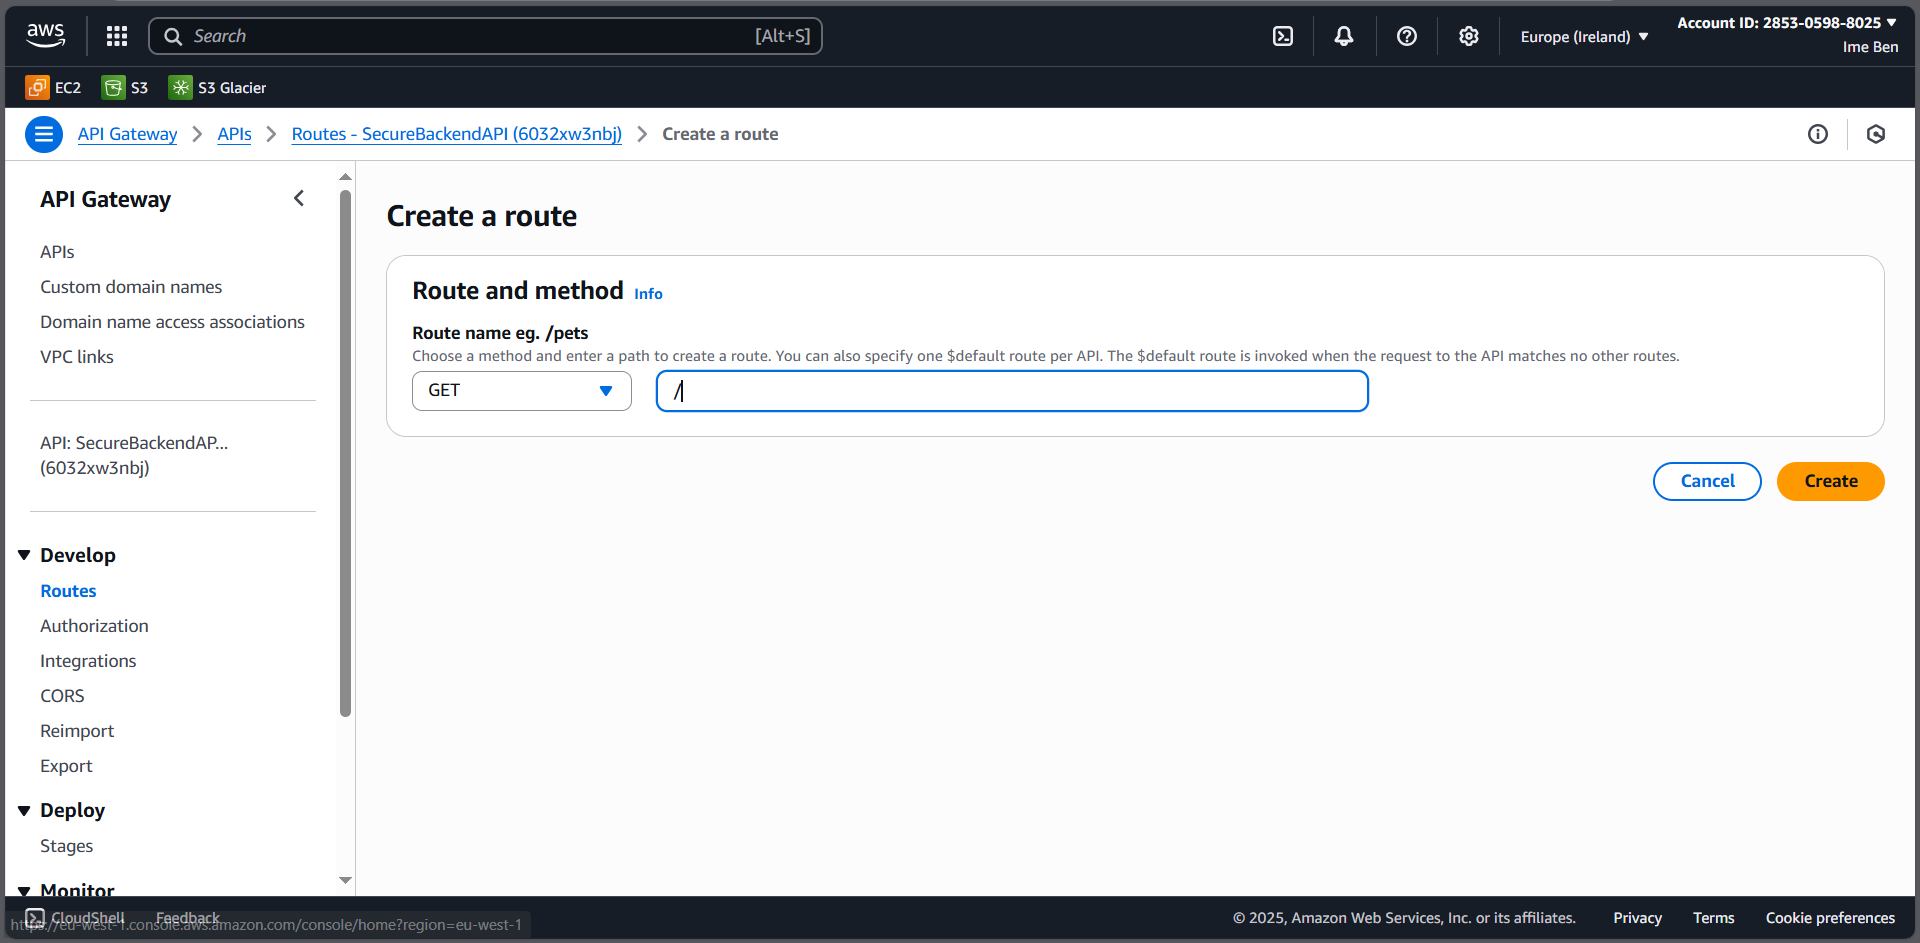 aws
Search [Alt+S]
Europe (Ireland)
Account ID: 2853-0598-8025
Ime Ben
EC2 S3 S3 Glacier
API Gateway APIs Routes - SecureBackendAPI (6032xw3nbj) Create a route
API Gateway
APIs
Custom domain names
Domain name access associations
VPC links
API: SecureBackendAP...
(6032xw3nbj)
Develop
Routes
Authorization
Integrations
CORS
Reimport
Export
Deploy
Stages
Monitor
Create a route
Route and method Info
Route name eg. /pets
Choose a method and enter a path to create a route. You can also specify one $default route per API. The $default route is invoked when the request to the API matches no other routes.
GET /
Cancel Create
CloudShell Feedback
https://eu-west-1.console.aws.amazon.com/console/home?region=eu-west-1
© 2025, Amazon Web Services, Inc. or its affiliates. Privacy Terms Cookie preferences